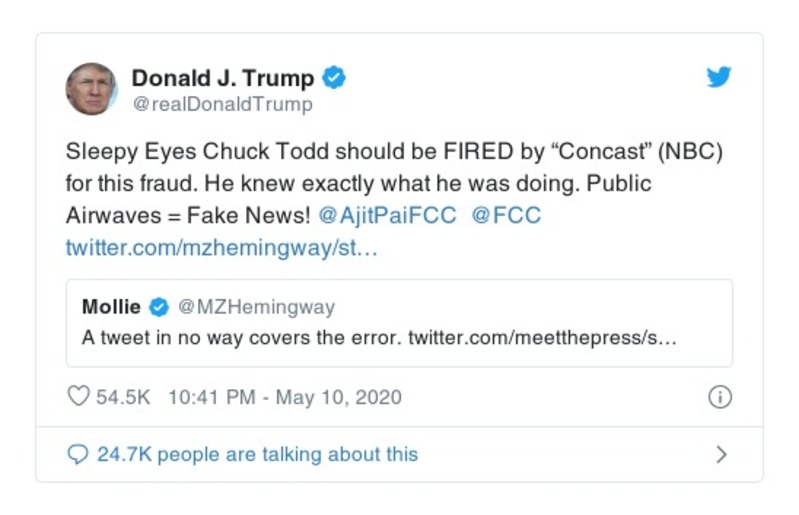 Donald J. Trump
@realDonaldTrump
Sleepy Eyes Chuck Todd should be FIRED by “Concast” (NBC)
for this fraud. He knew exactly what he was doing. Public
Airwaves = Fake News! @AjitPaiFCC @FCC
twitter.com/mzhemingway/st…
Mollie @MZHemingway
A tweet in no way covers the error. twitter.com/meetthepress/s…
54.5K 10:41 PM - May 10, 2020
24.7K people are talking about this